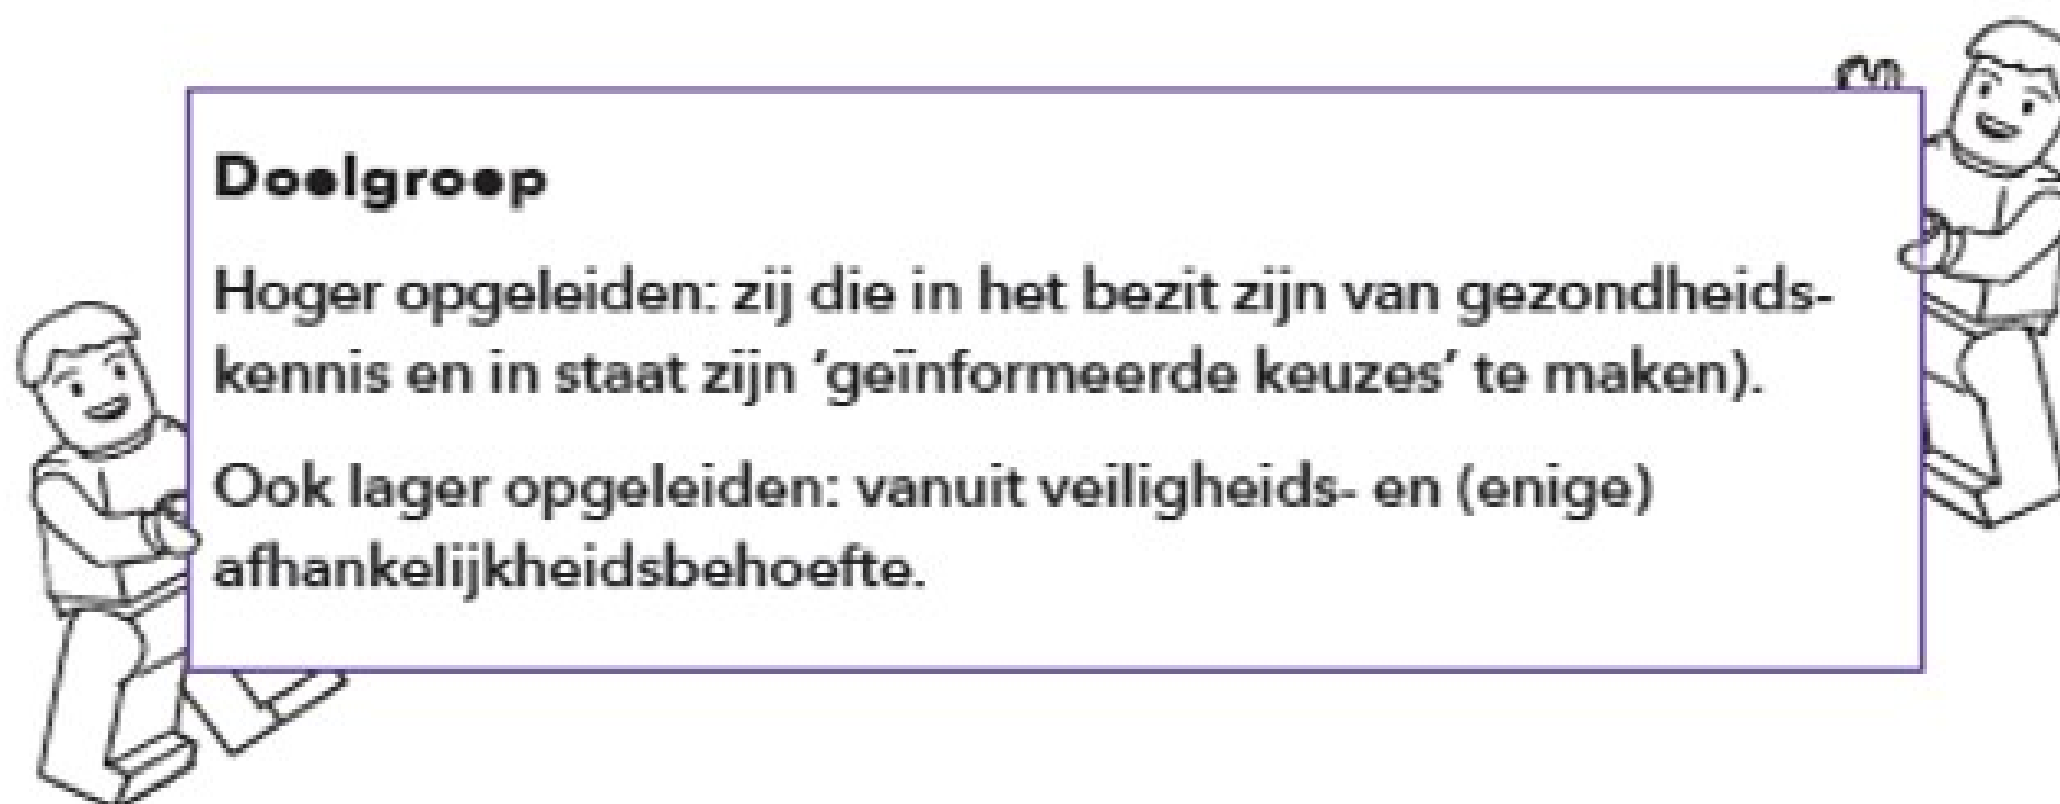 Doelgroep
Hoger opgeleiden: zij die in het bezit zijn van gezondheids-
kennis en in staat zijn ‘geïnformeerde keuzes’ te maken).
Ook lager opgeleiden: vanuit veiligheids- en (enige)
afhankelijkheidsbehoefte.